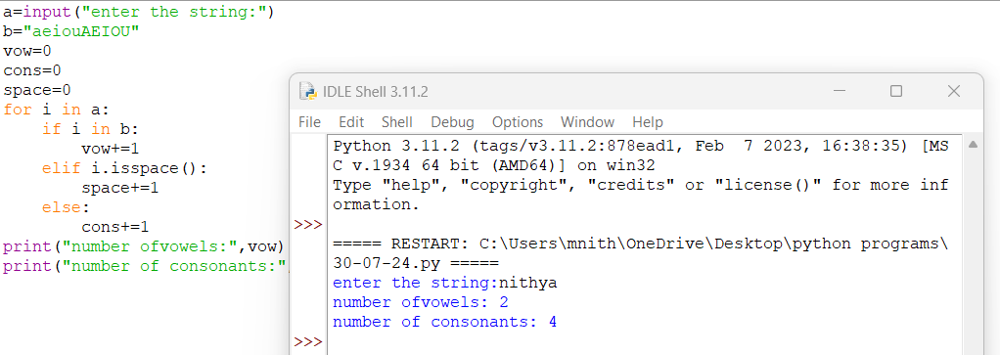 a=input("enter the string:")
b="aeiouAEIOU"
vow=0
cons=0
space=0
for i in a:
    if i in b:
        vow+=1
    elif i.isspace():
        space+=1
    else:
        cons+=1
print("number ofvowels:",vow)
print("number of consonants:"
IDLE Shell 3.11.2
File Edit Shell Debug Options Window Help
Python 3.11.2 (tags/v3.11.2:878ead1, Feb  7 2023, 16:38:35) [MS
C v.1934 64 bit (AMD64)] on win32
Type "help", "copyright", "credits" or "license()" for more inf
ormation.
>>>
===== RESTART: C:\Users\mnith\OneDrive\Desktop\python programs\
30-07-24.py =====
enter the string:nithya
number ofvowels: 2
number of consonants: 4
>>>